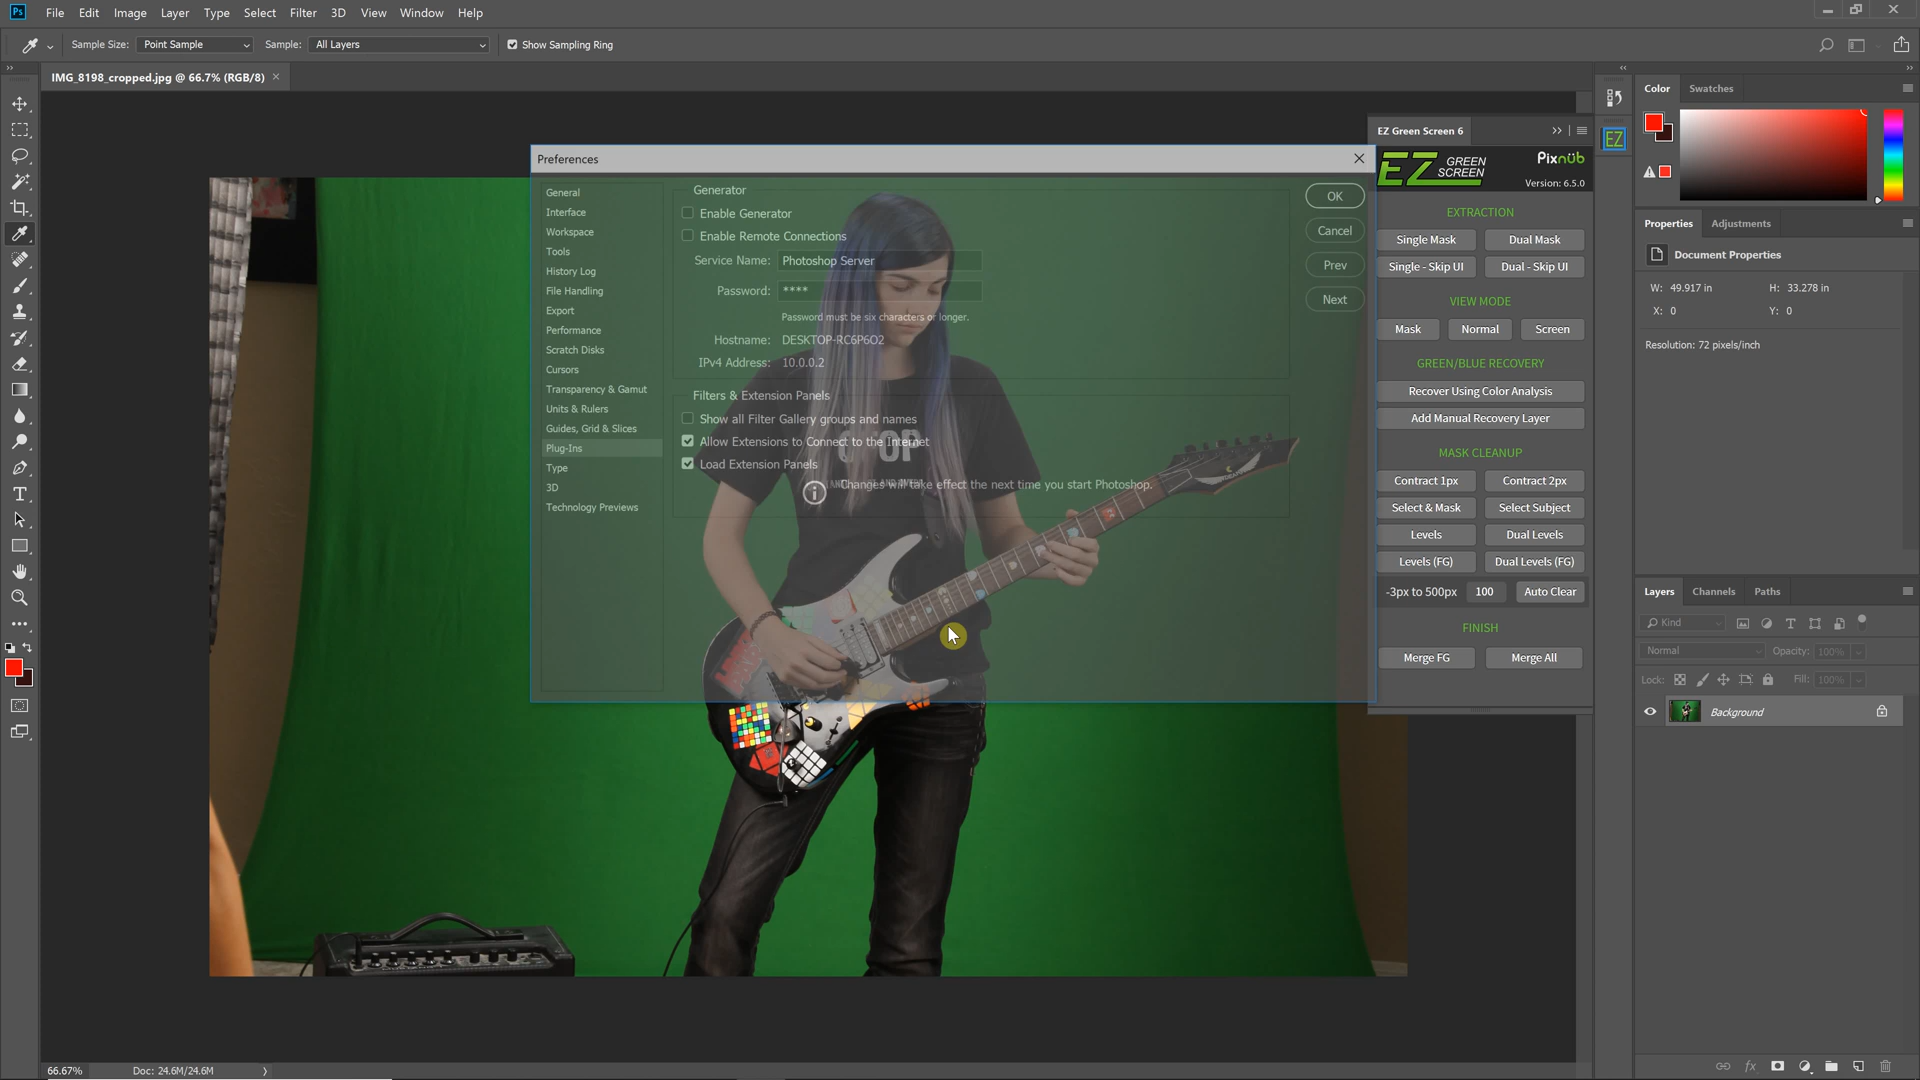 Ps File Edit Image Layer Type Select Filter 3D View Window Help
Sample Size: Point Sample Sample: All Layers Show Sampling Ring
IMG_8198_cropped.jpg @ 66.7% (RGB/8) ×
Preferences
General
Interface
Workspace
Tools
History Log
File Handling
Export
Performance
Scratch Disks
Cursors
Transparency & Gamut
Units & Rulers
Guides, Grid & Slices
Plug-Ins
Type
3D
Technology Previews
Generator
Enable Generator
Enable Remote Connections
Service Name: Photoshop Server
Password: ****
Password must be six characters or longer.
Hostname: DESKTOP-RC6P6O2
IPv4 Address: 10.0.0.2
Filters & Extension Panels
Show all Filter Gallery groups and names
Allow Extensions to Connect to the Internet
Load Extension Panels
Changes will take effect the next time you start Photoshop.
OK
Cancel
Prev
Next
EZ Green Screen 6
EZ GREEN SCREEN Pixnüb
Version: 6.5.0
EXTRACTION
Single Mask Dual Mask
Single - Skip UI Dual - Skip UI
VIEW MODE
Mask Normal Screen
GREEN/BLUE RECOVERY
Recover Using Color Analysis
Add Manual Recovery Layer
MASK CLEANUP
Contract 1px Contract 2px
Select & Mask Select Subject
Levels Dual Levels
Levels (FG) Dual Levels (FG)
-3px to 500px 100 Auto Clear
FINISH
Merge FG Merge All
EZ
Color Swatches
Properties Adjustments
Document Properties
W: 49.917 in H: 33.278 in
X: 0 Y: 0
Resolution: 72 pixels/inch
Layers Channels Paths
Kind
Normal Opacity: 100%
Lock: Fill: 100%
Background
66.67% Doc: 24.6M/24.6M